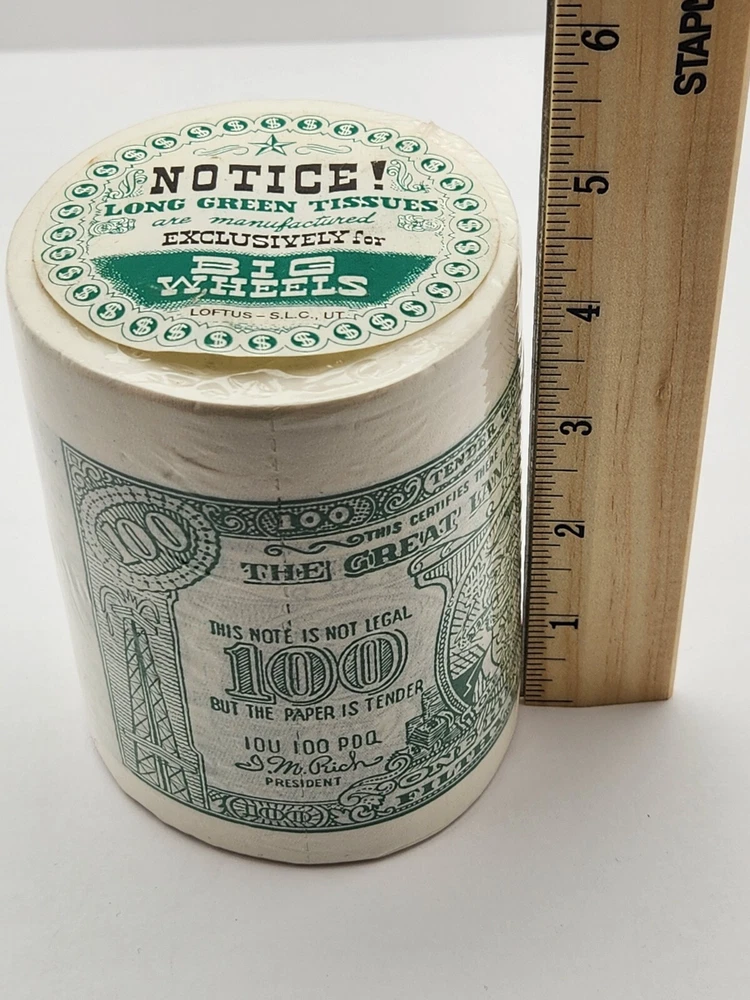 NOTICE!
LONG GREEN TISSUES
are manufactured
EXCLUSIVELY for
BIG
WHEELS
LOFTUS – S.L.C., UT
100
100
TENDER
THIS CERTIFIES THERE
THE GREAT
THIS NOTE IS NOT LEGAL
100
BUT THE PAPER IS TENDER
IOU 100 PDQ
I.M. Rich
PRESIDENT
100
FILTH
6
5
4
3
2
1